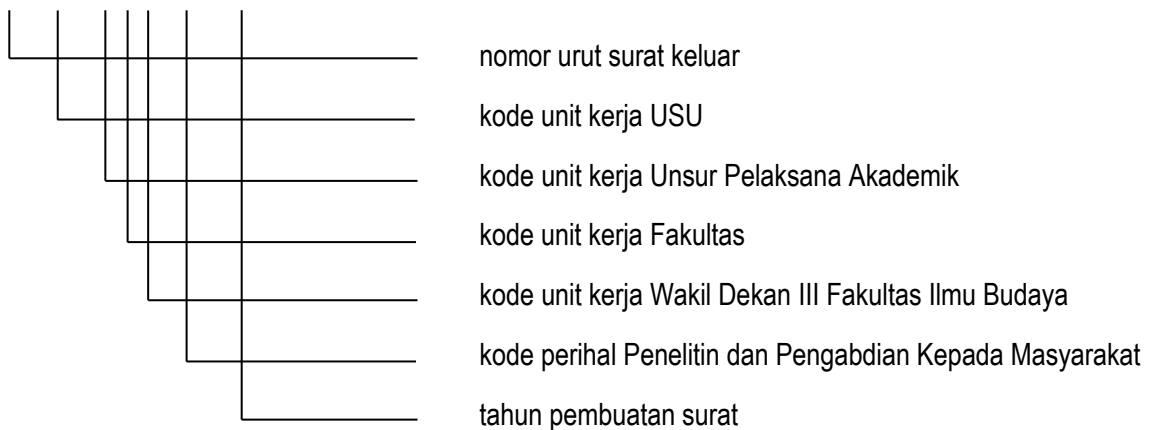 nomor urut surat keluar
kode unit kerja USU
kode unit kerja Unsur Pelaksana Akademik
kode unit kerja Fakultas
kode unit kerja Wakil Dekan III Fakultas Ilmu Budaya
kode perihal Penelitin dan Pengabdian Kepada Masyarakat
tahun pembuatan surat